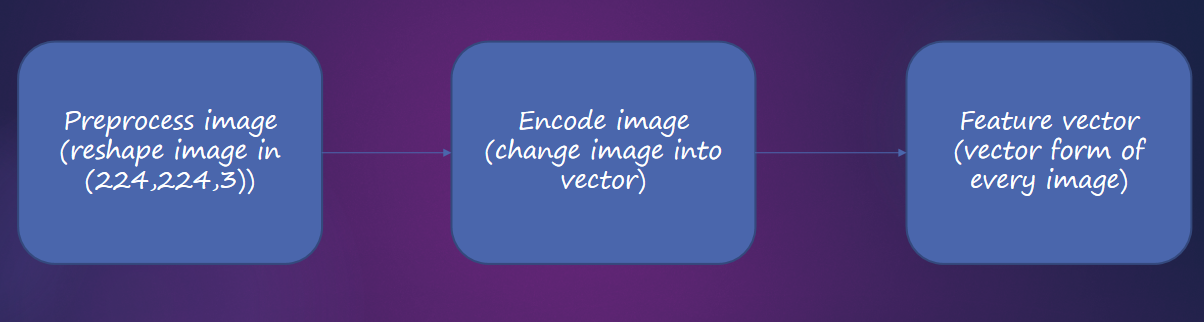 Preprocess image
(reshape image in
(224,224,3))
Encode image
(change image into
vector)
Feature vector
(vector form of
every image)